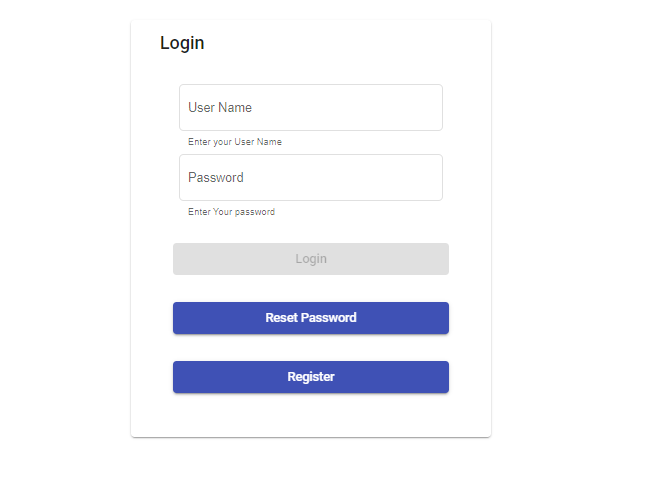 Login
User Name
Enter your User Name
Password
Enter Your password
Login
Reset Password
Register